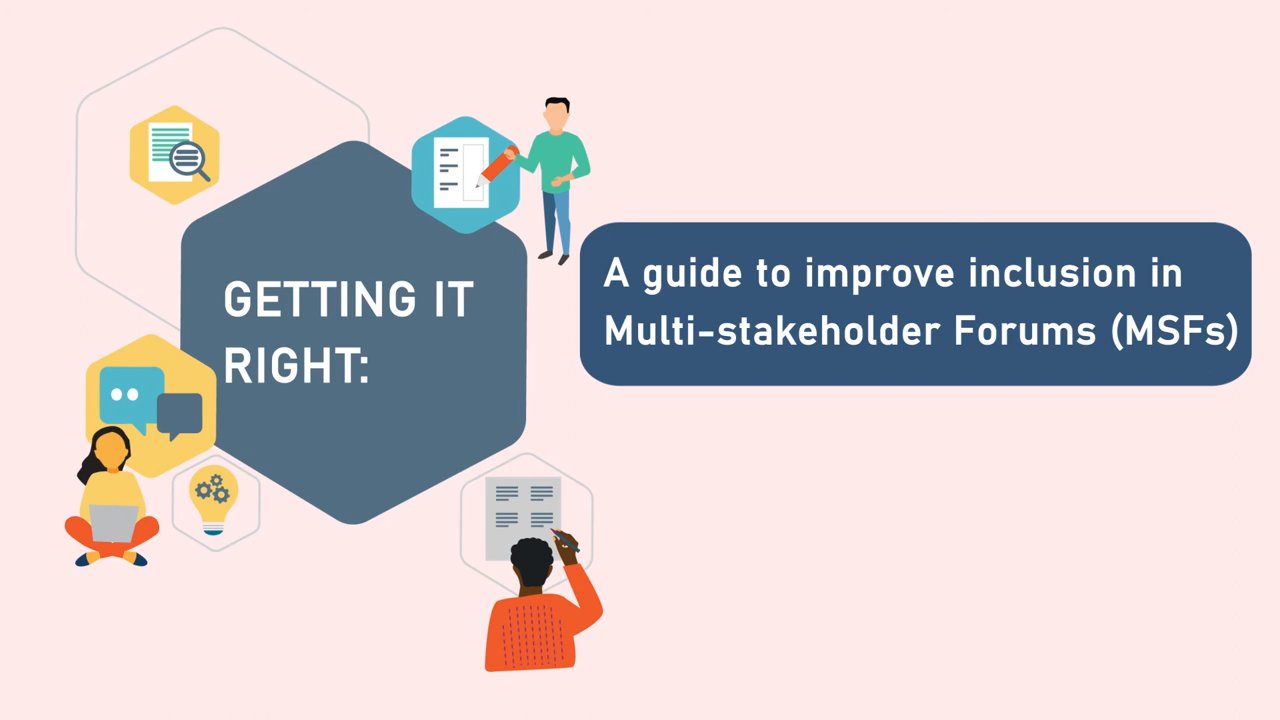 GETTING IT
RIGHT:
A guide to improve inclusion in
Multi-stakeholder Forums (MSFs)